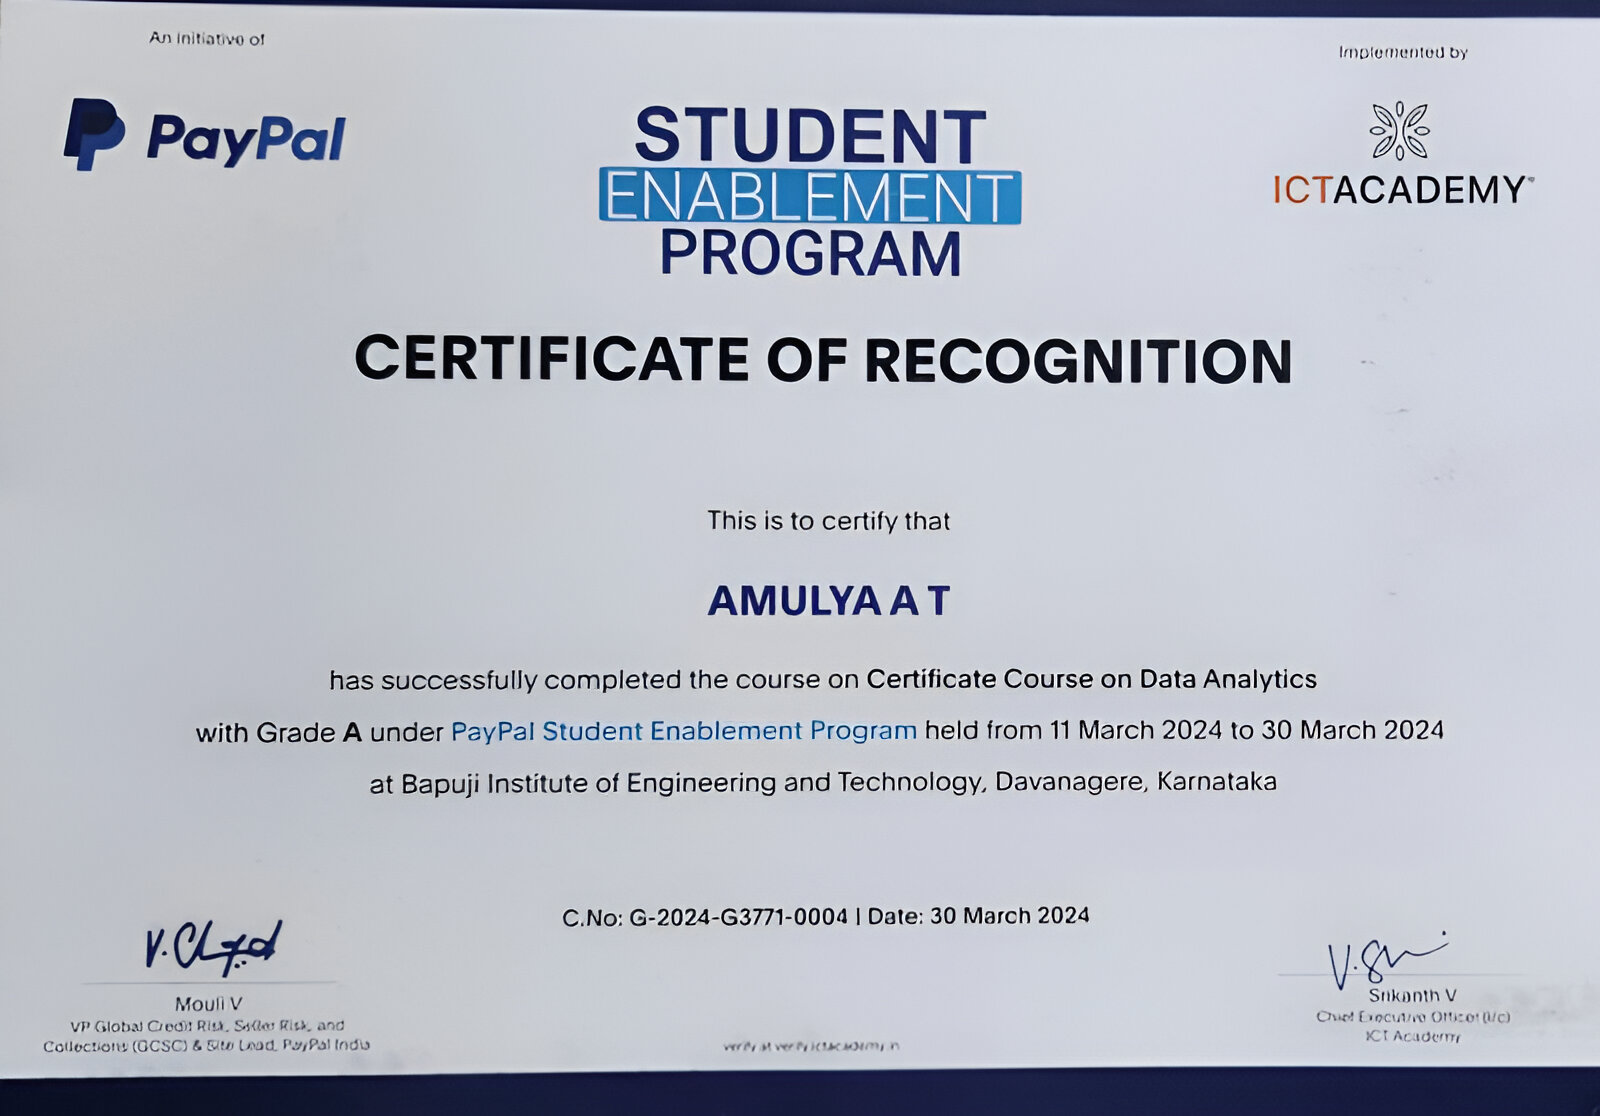 An initiative of
PayPal
STUDENT
ENABLEMENT
PROGRAM
Implemented by
ICTACADEMY
CERTIFICATE OF RECOGNITION
This is to certify that
AMULYA A T
has successfully completed the course on Certificate Course on Data Analytics
with Grade A under PayPal Student Enablement Program held from 11 March 2024 to 30 March 2024
at Bapuji Institute of Engineering and Technology, Davanagere, Karnataka
C.No: G-2024-G3771-0004 | Date: 30 March 2024
Mouli V
VP Global Credit Risk, Seller Risk, and
Collections (GCSC) & Site Lead, PayPal India
V.
Srikanth V
Chief Executive Officer (i/c)
ICT Academy
verify at verify.ictacademy.in